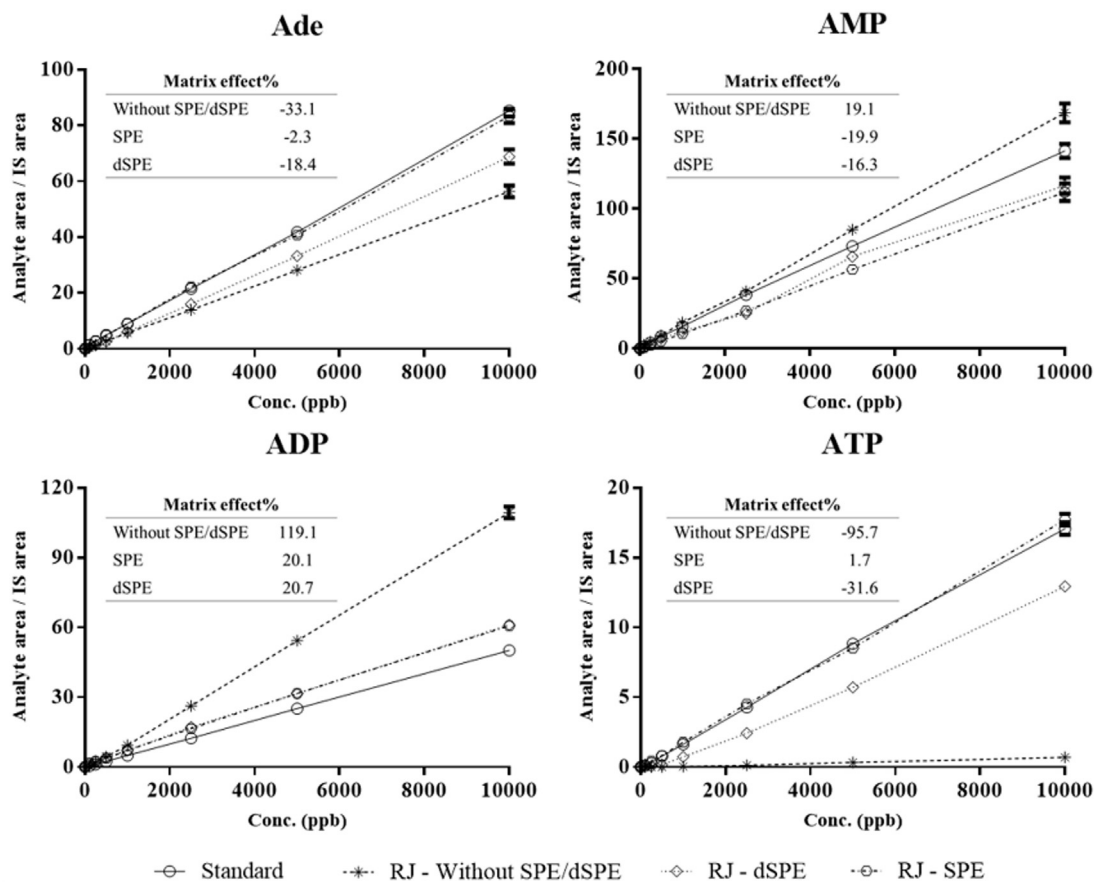 Ade
Analyte area / IS area
100
80
60
40
20
0
Matrix effect%
Without SPE/dSPE -33.1
SPE -2.3
dSPE -18.4
0 2000 4000 6000 8000 10000
Conc. (ppb)
AMP
Analyte area / IS area
200
150
100
50
0
Matrix effect%
Without SPE/dSPE 19.1
SPE -19.9
dSPE -16.3
0 2000 4000 6000 8000 10000
Conc. (ppb)
ADP
Analyte area / IS area
120
90
60
30
0
Matrix effect%
Without SPE/dSPE 119.1
SPE 20.1
dSPE 20.7
0 2000 4000 6000 8000 10000
Conc. (ppb)
ATP
Analyte area / IS area
20
15
10
5
0
Matrix effect%
Without SPE/dSPE -95.7
SPE 1.7
dSPE -31.6
0 2000 4000 6000 8000 10000
Conc. (ppb)
Standard RJ - Without SPE/dSPE RJ - dSPE RJ - SPE